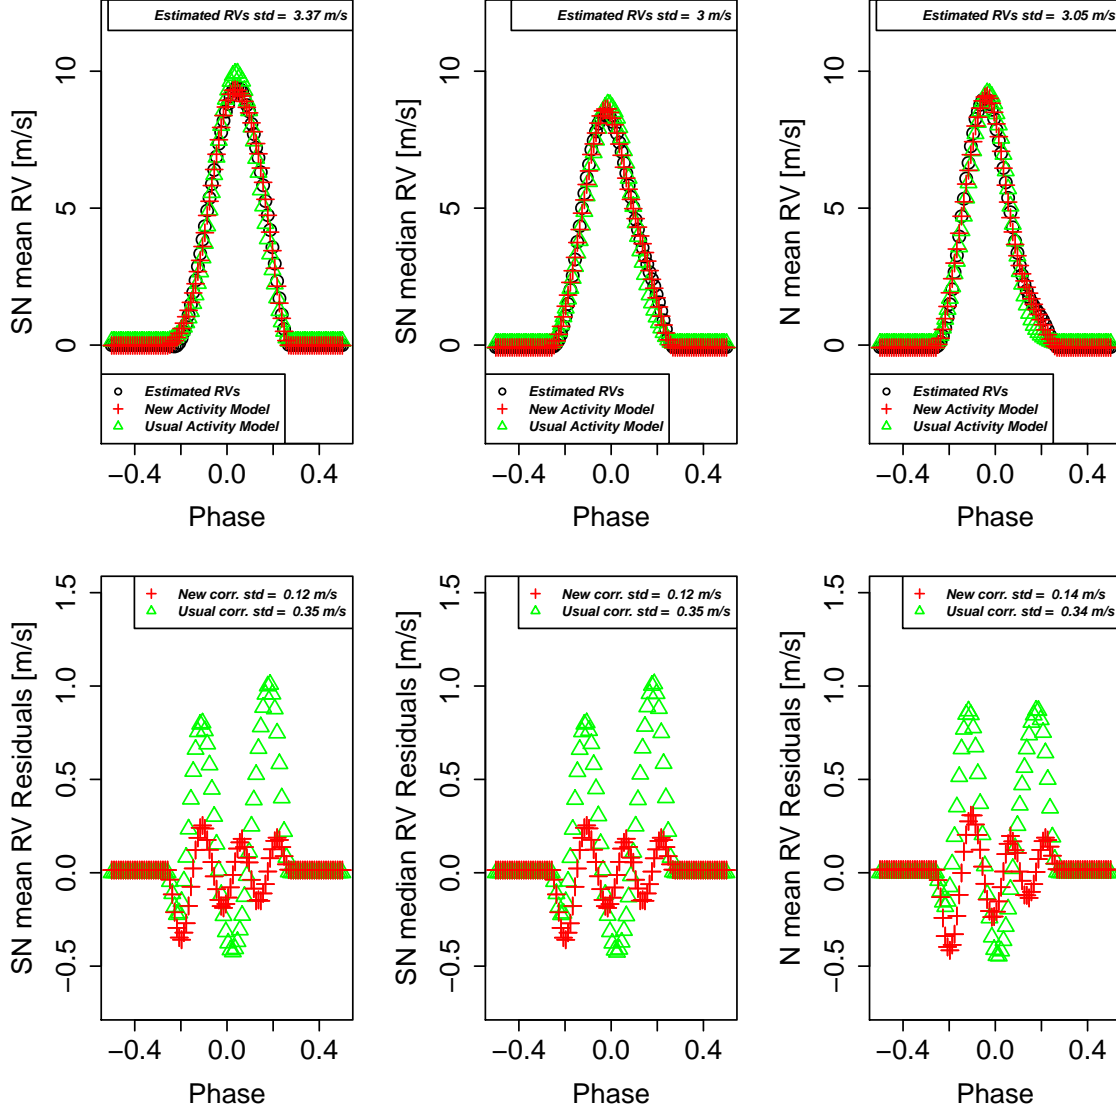 Estimated RVs std = 3.37 m/s
SN mean RV [m/s]
10
5
0
Estimated RVs
New Activity Model
Usual Activity Model
−0.4
0.0
0.4
Phase
Estimated RVs std = 3 m/s
SN median RV [m/s]
10
5
0
Estimated RVs
New Activity Model
Usual Activity Model
−0.4
0.0
0.4
Phase
Estimated RVs std = 3.05 m/s
N mean RV [m/s]
10
5
0
Estimated RVs
New Activity Model
Usual Activity Model
−0.4
0.0
0.4
Phase
New corr. std = 0.12 m/s
Usual corr. std = 0.35 m/s
SN mean RV Residuals [m/s]
1.5
1.0
0.5
0.0
−0.5
−0.4
0.0
0.4
Phase
New corr. std = 0.12 m/s
Usual corr. std = 0.35 m/s
SN median RV Residuals [m/s]
1.5
1.0
0.5
0.0
−0.5
−0.4
0.0
0.4
Phase
New corr. std = 0.14 m/s
Usual corr. std = 0.34 m/s
N mean RV Residuals [m/s]
1.5
1.0
0.5
0.0
−0.5
−0.4
0.0
0.4
Phase